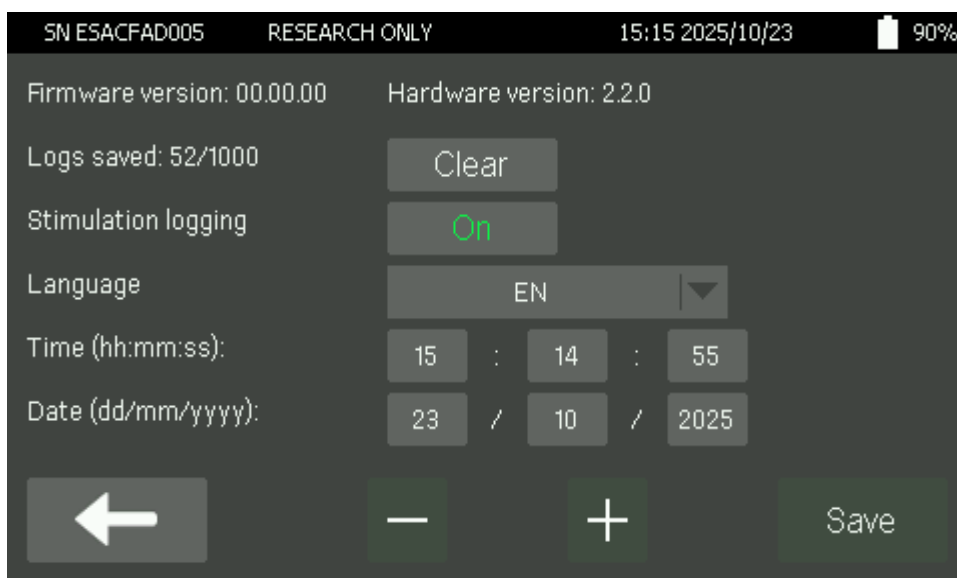 SN ESACFAD005 RESEARCH ONLY 15:15 2025/10/23 90%
Firmware version: 00.00.00 Hardware version: 2.2.0
Logs saved: 52/1000 Clear
Stimulation logging On
Language EN
Time (hh:mm:ss): 15 : 14 : 55
Date (dd/mm/yyyy): 23 / 10 / 2025
− + Save